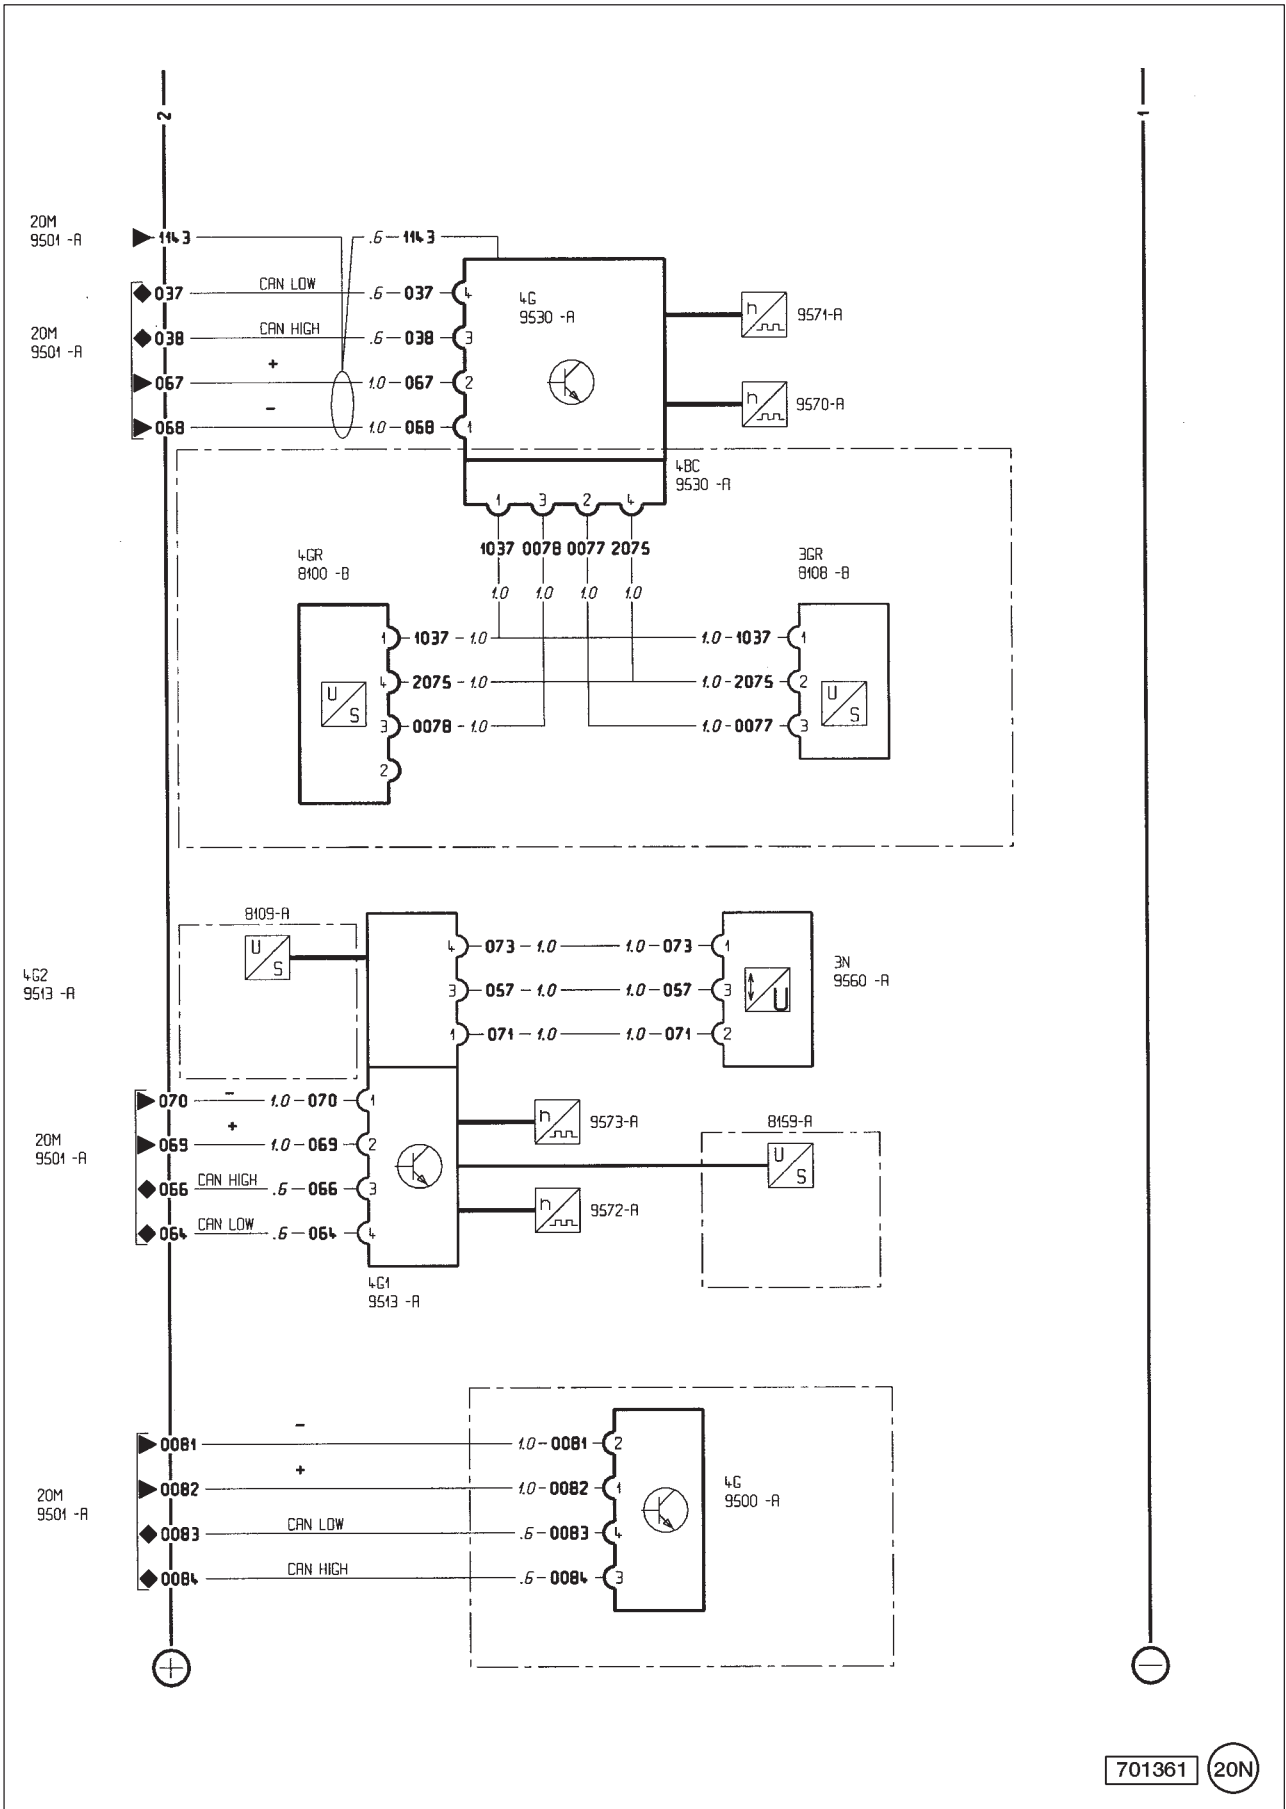 2
1
20M
9501 -A
1143 .6 1143
037 CAN LOW .6 037 4
20M
9501 -A
038 CAN HIGH .6 038 3
+
067 1.0 067 2
-
068 1.0 068 1
4G
9530 -A
n 9571-A
n 9570-A
4BC
9530 -A
1 3 2 4
1037 0078 0077 2075
1.0 1.0 1.0 1.0
4GR
8100 -B
3GR
8108 -B
1 1037 - 1.0 1.0 - 1037 1
4 2075 - 1.0 1.0 - 2075 2
3 0078 - 1.0 1.0 - 0077 3
2
U
S
U
S
8109-A
U
S
4G2
9513 -A
4 073 - 1.0 1.0 - 073 1
3 057 - 1.0 1.0 - 057 3
1 071 - 1.0 1.0 - 071 2
U
3N
9560 -A
-
070 1.0 - 070 1
+
069 1.0 - 069 2
20M
9501 -A
066 CAN HIGH .6 - 066 3
064 CAN LOW .6 - 064 4
n 9573-A
8159-A
U
S
n 9572-A
4G1
9513 -A
-
0081 1.0 - 0081 2
+
0082 1.0 - 0082 1
20M
9501 -A
0083 CAN LOW .6 - 0083 4
0084 CAN HIGH .6 - 0084 3
4G
9500 -A
+
-
701361 20N